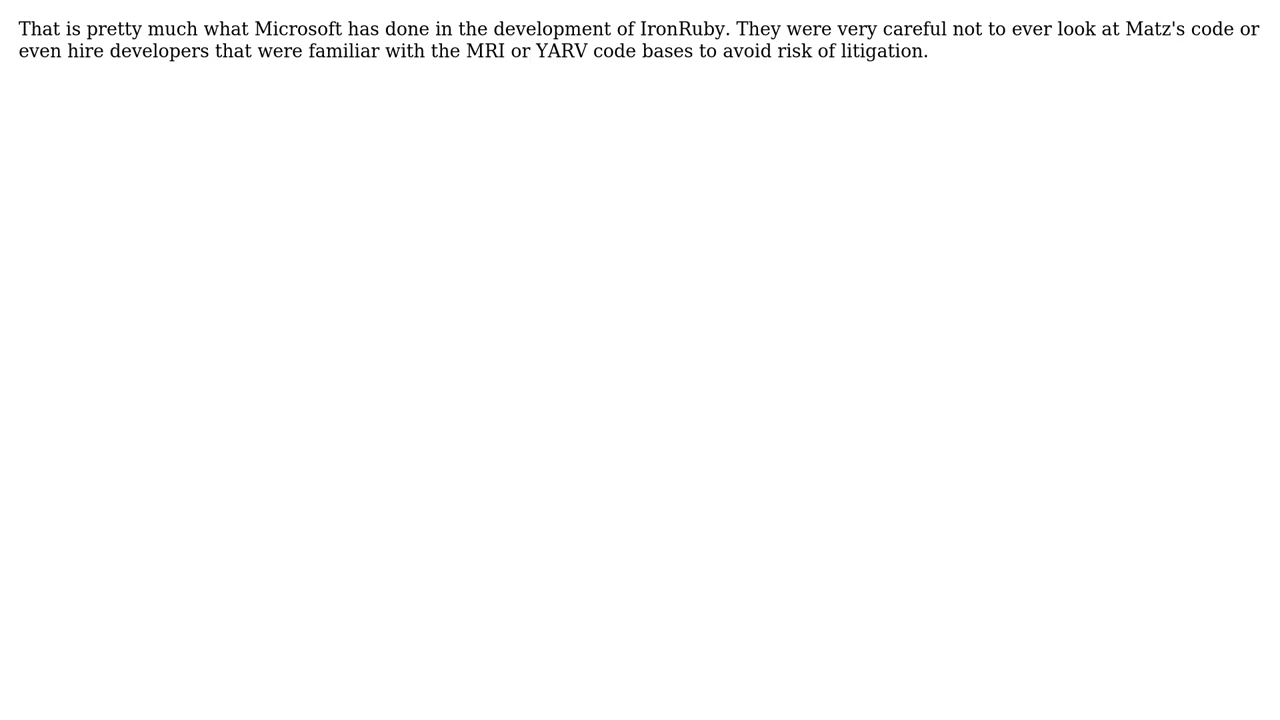 That is pretty much what Microsoft has done in the development of IronRuby. They were very careful not to ever look at Matz's code or
even hire developers that were familiar with the MRI or YARV code bases to avoid risk of litigation.